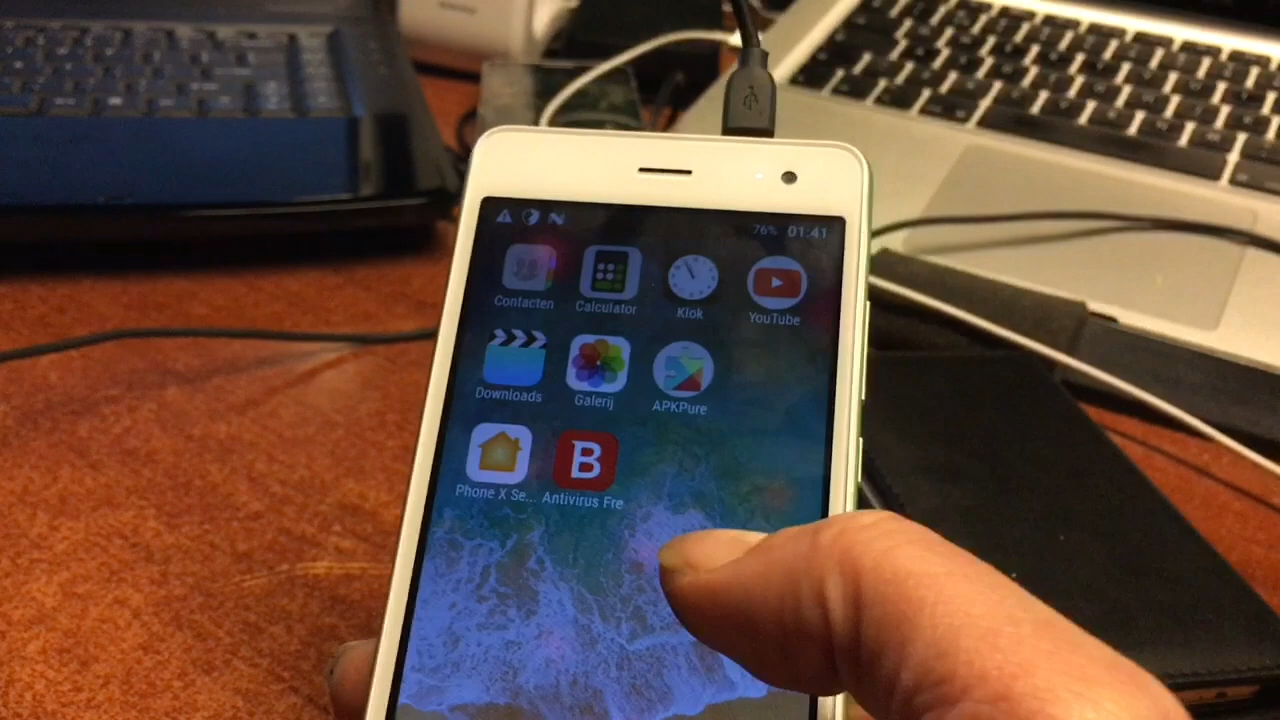 76% 01:41
Contacten Calculator Klok YouTube
Downloads Galerij APKPure
B
Phone X Se... Antivirus Fre